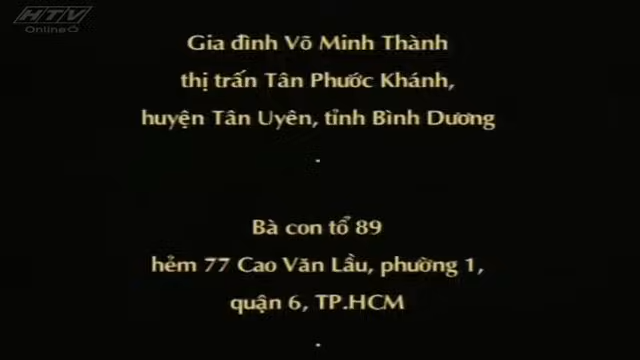 HTV
Online
Gia đình Võ Minh Thành
thị trấn Tân Phước Khánh,
huyện Tân Uyên, tỉnh Bình Dương
.
Bà con tổ 89
hẻm 77 Cao Văn Lầu, phường 1,
quận 6, TP.HCM
.